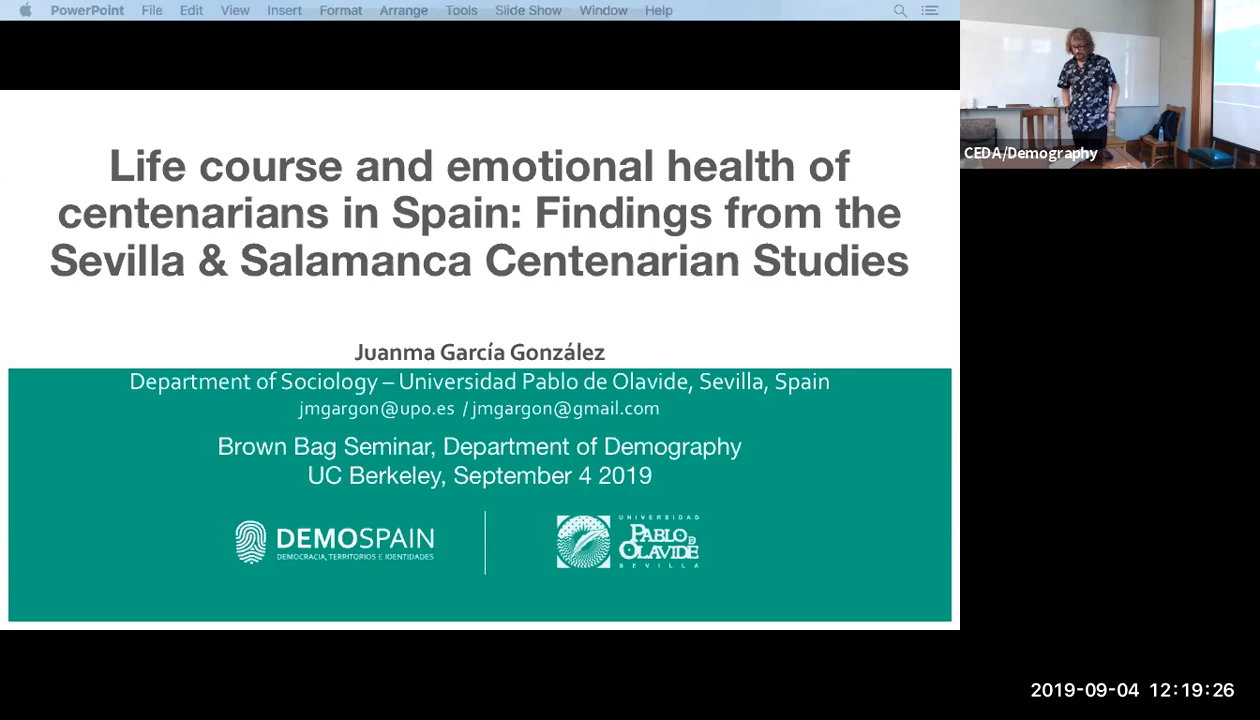 PowerPoint File Edit View Insert Format Arrange Tools Slide Show Window Help
Life course and emotional health of
centenarians in Spain: Findings from the
Sevilla & Salamanca Centenarian Studies
Juanma García González
Department of Sociology – Universidad Pablo de Olavide, Sevilla, Spain
jmgargon@upo.es / jmgargon@gmail.com
Brown Bag Seminar, Department of Demography
UC Berkeley, September 4 2019
DEMOSPAIN
DEMOCRACIA, TERRITORIOS E IDENTIDADES
UNIVERSIDAD
PABLO DE
OLAVIDE
SEVILLA
CEDA/Demography
2019-09-04 12:19:26